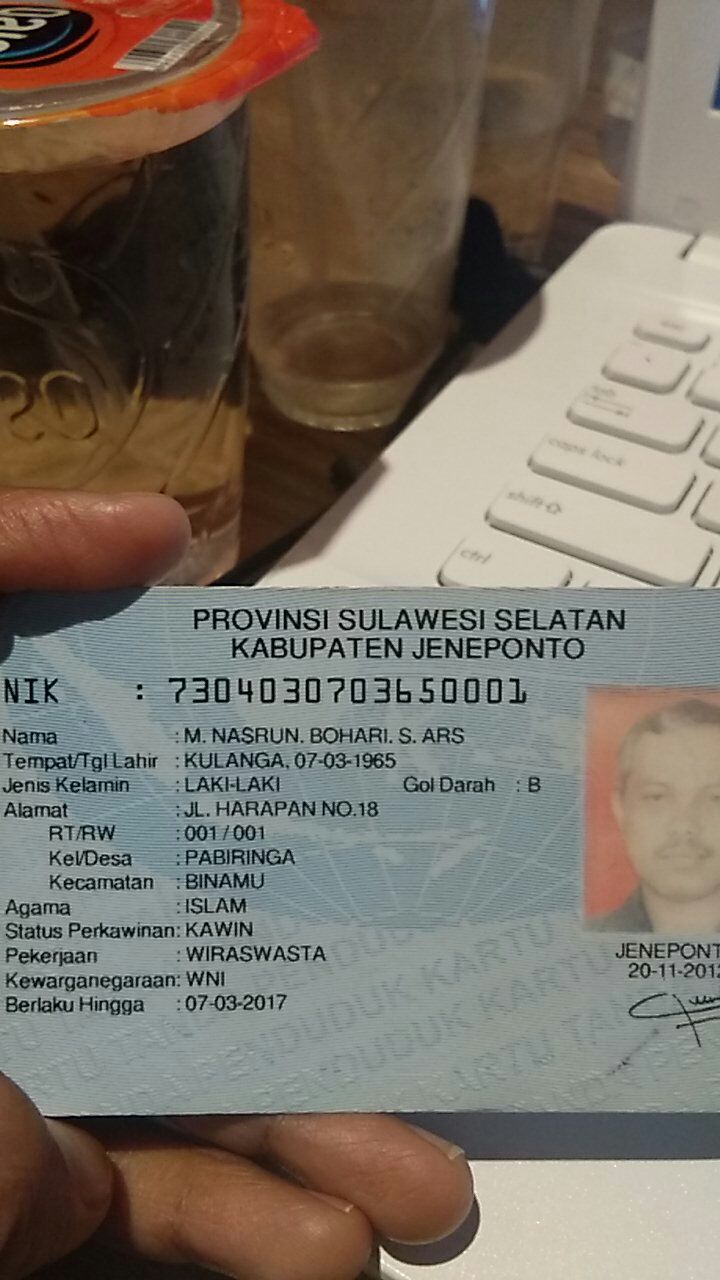 caps lock
shift
ctrl
PROVINSI SULAWESI SELATAN
KABUPATEN JENEPONTO
NIK : 7304030703650001
Nama : M. NASRUN. BOHARI. S. ARS
Tempat/Tgl Lahir : KULANGA, 07-03-1965
Jenis Kelamin : LAKI-LAKI Gol Darah : B
Alamat : JL. HARAPAN NO.18
RT/RW : 001 / 001
Kel/Desa : PABIRINGA
Kecamatan : BINAMU
Agama : ISLAM
Status Perkawinan: KAWIN
Pekerjaan : WIRASWASTA
Kewarganegaraan: WNI
Berlaku Hingga : 07-03-2017
JENEPONT
20-11-2012